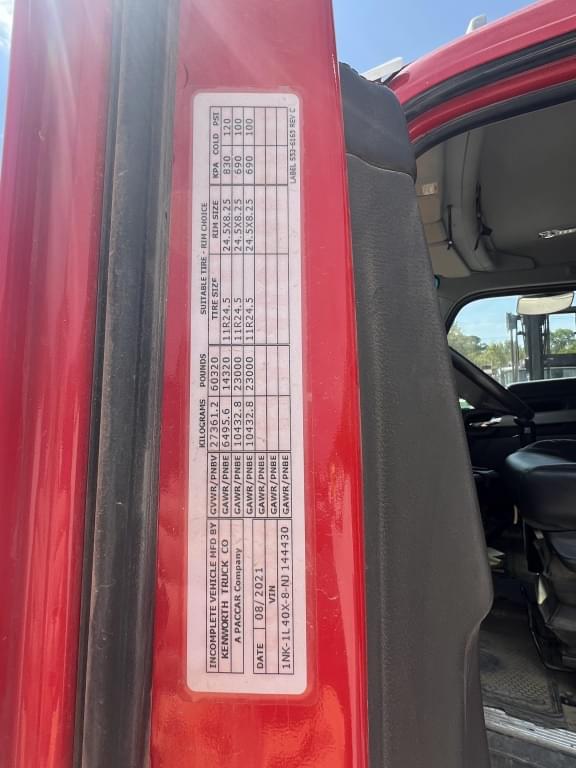 INCOMPLETE VEHICLE MFD BY
KENWORTH TRUCK CO
A PACCAR Company
DATE 08/2021
VIN
1NK-1L40X-8-NJ144430
KILOGRAMS POUNDS SUITABLE TIRE - RIM CHOICE
TIRE SIZE RIM SIZE KPA COLD PSI
GVWR/PNBV 27361.2 60320
GAWR/PNBE 6495.6 14320 11R24.5 24.5X8.25 830 120
GAWR/PNBE 10432.8 23000 11R24.5 24.5X8.25 690 100
GAWR/PNBE 10432.8 23000 11R24.5 24.5X8.25 690 100
GAWR/PNBE
GAWR/PNBE
GAWR/PNBE
LABEL S53-6165 REV C